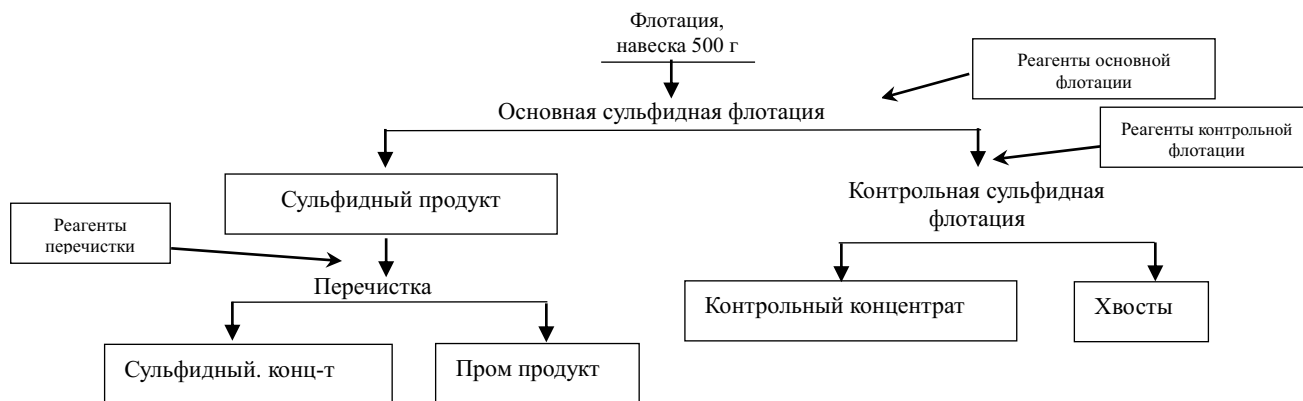 Флотация,
навеска 500 г
Реагенты основной
флотации
Основная сульфидная флотация
Реагенты контрольной
флотации
Сульфидный продукт
Контрольная сульфидная
флотация
Реагенты
перечистки
Перечистка
Контрольный концентрат
Хвосты
Сульфидный. конц-т
Пром продукт